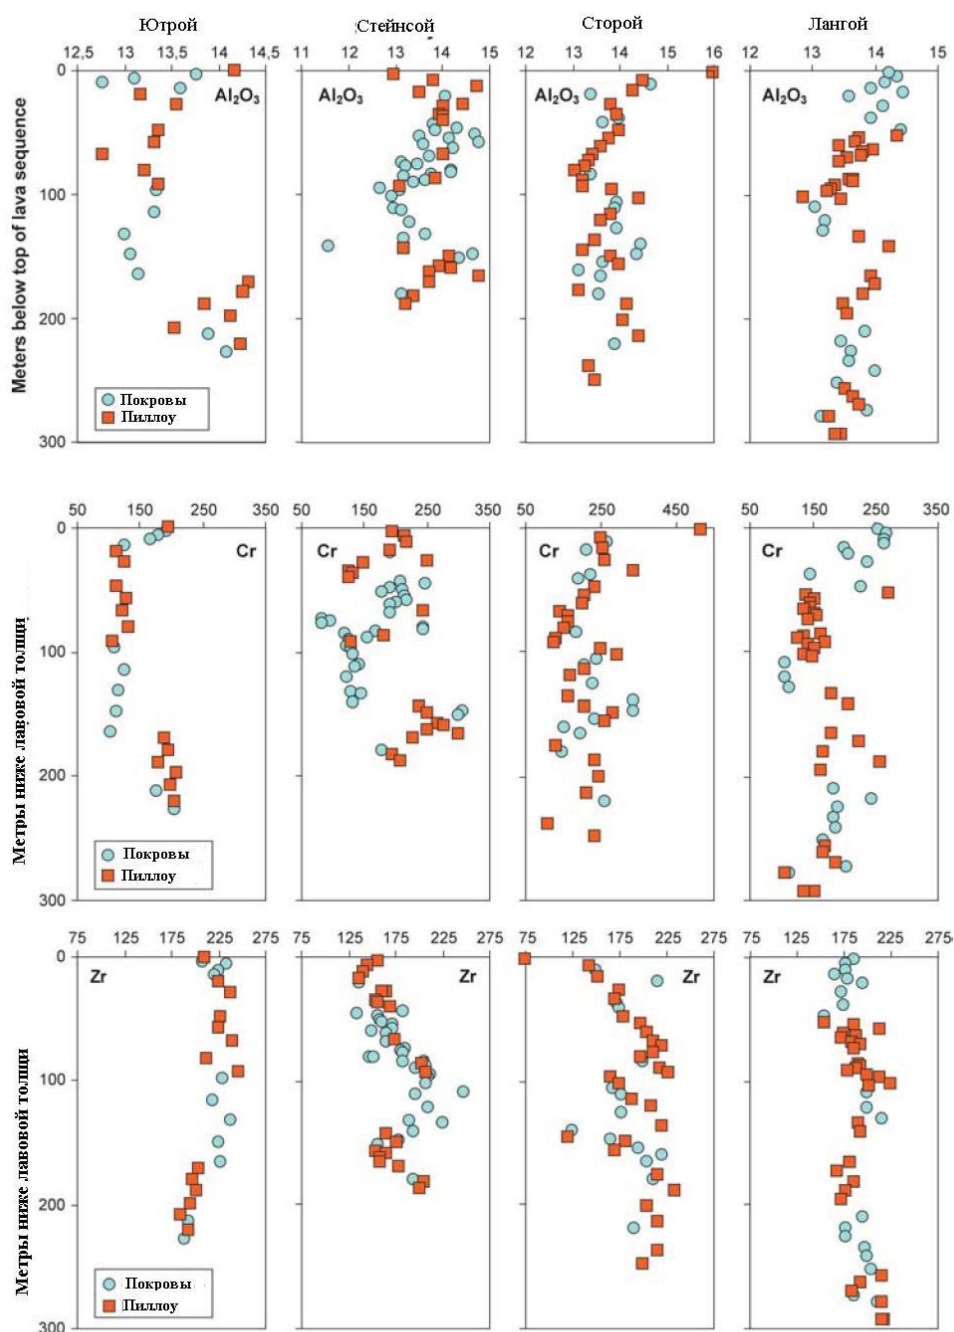 Ютрой Стейнсой Сторой Лангой
12,5 13 13,5 14 14,5 11 12 13 14 15 12 13 14 15 16 12 13 14 15
0
Al2O3 Al2O3 Al2O3 Al2O3
100
Meters below top of lava sequence
200
Покровы
Пиллоу
300
50 150 250 350 50 150 250 350 50 250 450 50 150 250 350
0
Cr Cr Cr Cr
100
Метры ниже лавовой толщи
200
Покровы
Пиллоу
300
75 125 175 225 275 75 125 175 225 275 75 125 175 225 275 75 125 175 225 275
0
Zr Zr Zr Zr
100
Метры ниже лавовой толщи
200
Покровы
Пиллоу
300